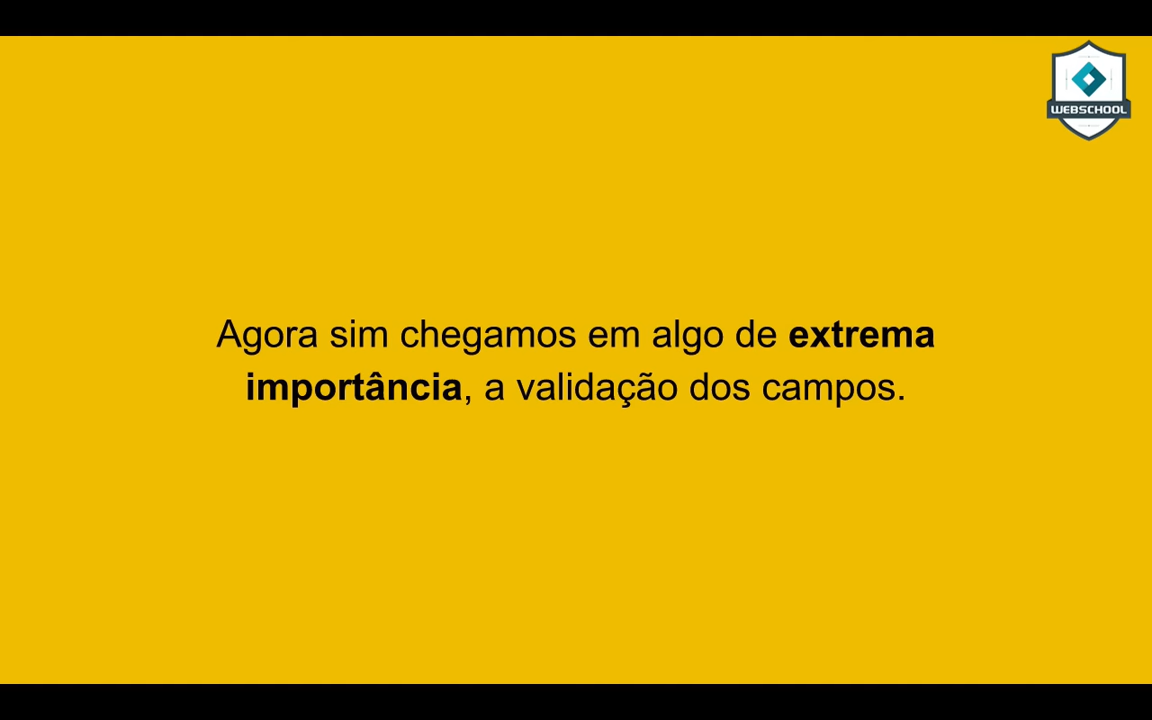 WEBSCHOOL
Agora sim chegamos em algo de extrema
importância, a validação dos campos.